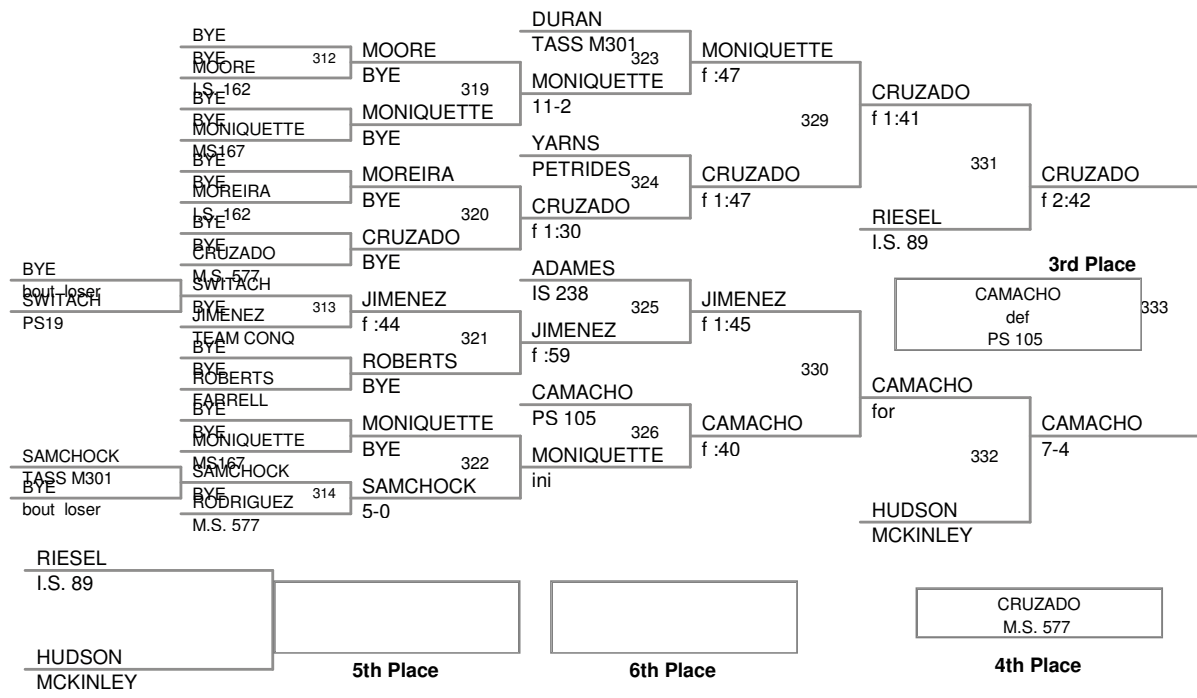 BYE
bout loser
SWITACH
PS19
SAMCHOCK
TASS M301
BYE
bout loser
BYE
BYE
312
MOORE
I.S. 162
BYE
BYE
MONIQUETTE
MS167
BYE
BYE
MOREIRA
I.S. 162
BYE
BYE
CRUZADO
M.S. 577
SWITACH
BYE
313
JIMENEZ
TEAM CONQ
BYE
BYE
ROBERTS
FARRELL
BYE
BYE
MONIQUETTE
MS167
SAMCHOCK
BYE
314
RODRIGUEZ
M.S. 577
MOORE
BYE
319
MONIQUETTE
BYE
MOREIRA
BYE
320
CRUZADO
BYE
JIMENEZ
f :44
321
ROBERTS
BYE
MONIQUETTE
BYE
322
SAMCHOCK
5-0
DURAN
TASS M301
323
MONIQUETTE
11-2
YARNS
PETRIDES
324
CRUZADO
f 1:30
ADAMES
IS 238
325
JIMENEZ
f :59
CAMACHO
PS 105
326
MONIQUETTE
ini
MONIQUETTE
f :47
329
CRUZADO
f 1:47
JIMENEZ
f 1:45
330
CAMACHO
f :40
CRUZADO
f 1:41
331
RIESEL
I.S. 89
CAMACHO
for
332
HUDSON
MCKINLEY
CRUZADO
f 2:42
CAMACHO
7-4
3rd Place
CAMACHO
def
PS 105
333
RIESEL
I.S. 89
HUDSON
MCKINLEY
5th Place
6th Place
CRUZADO
M.S. 577
4th Place